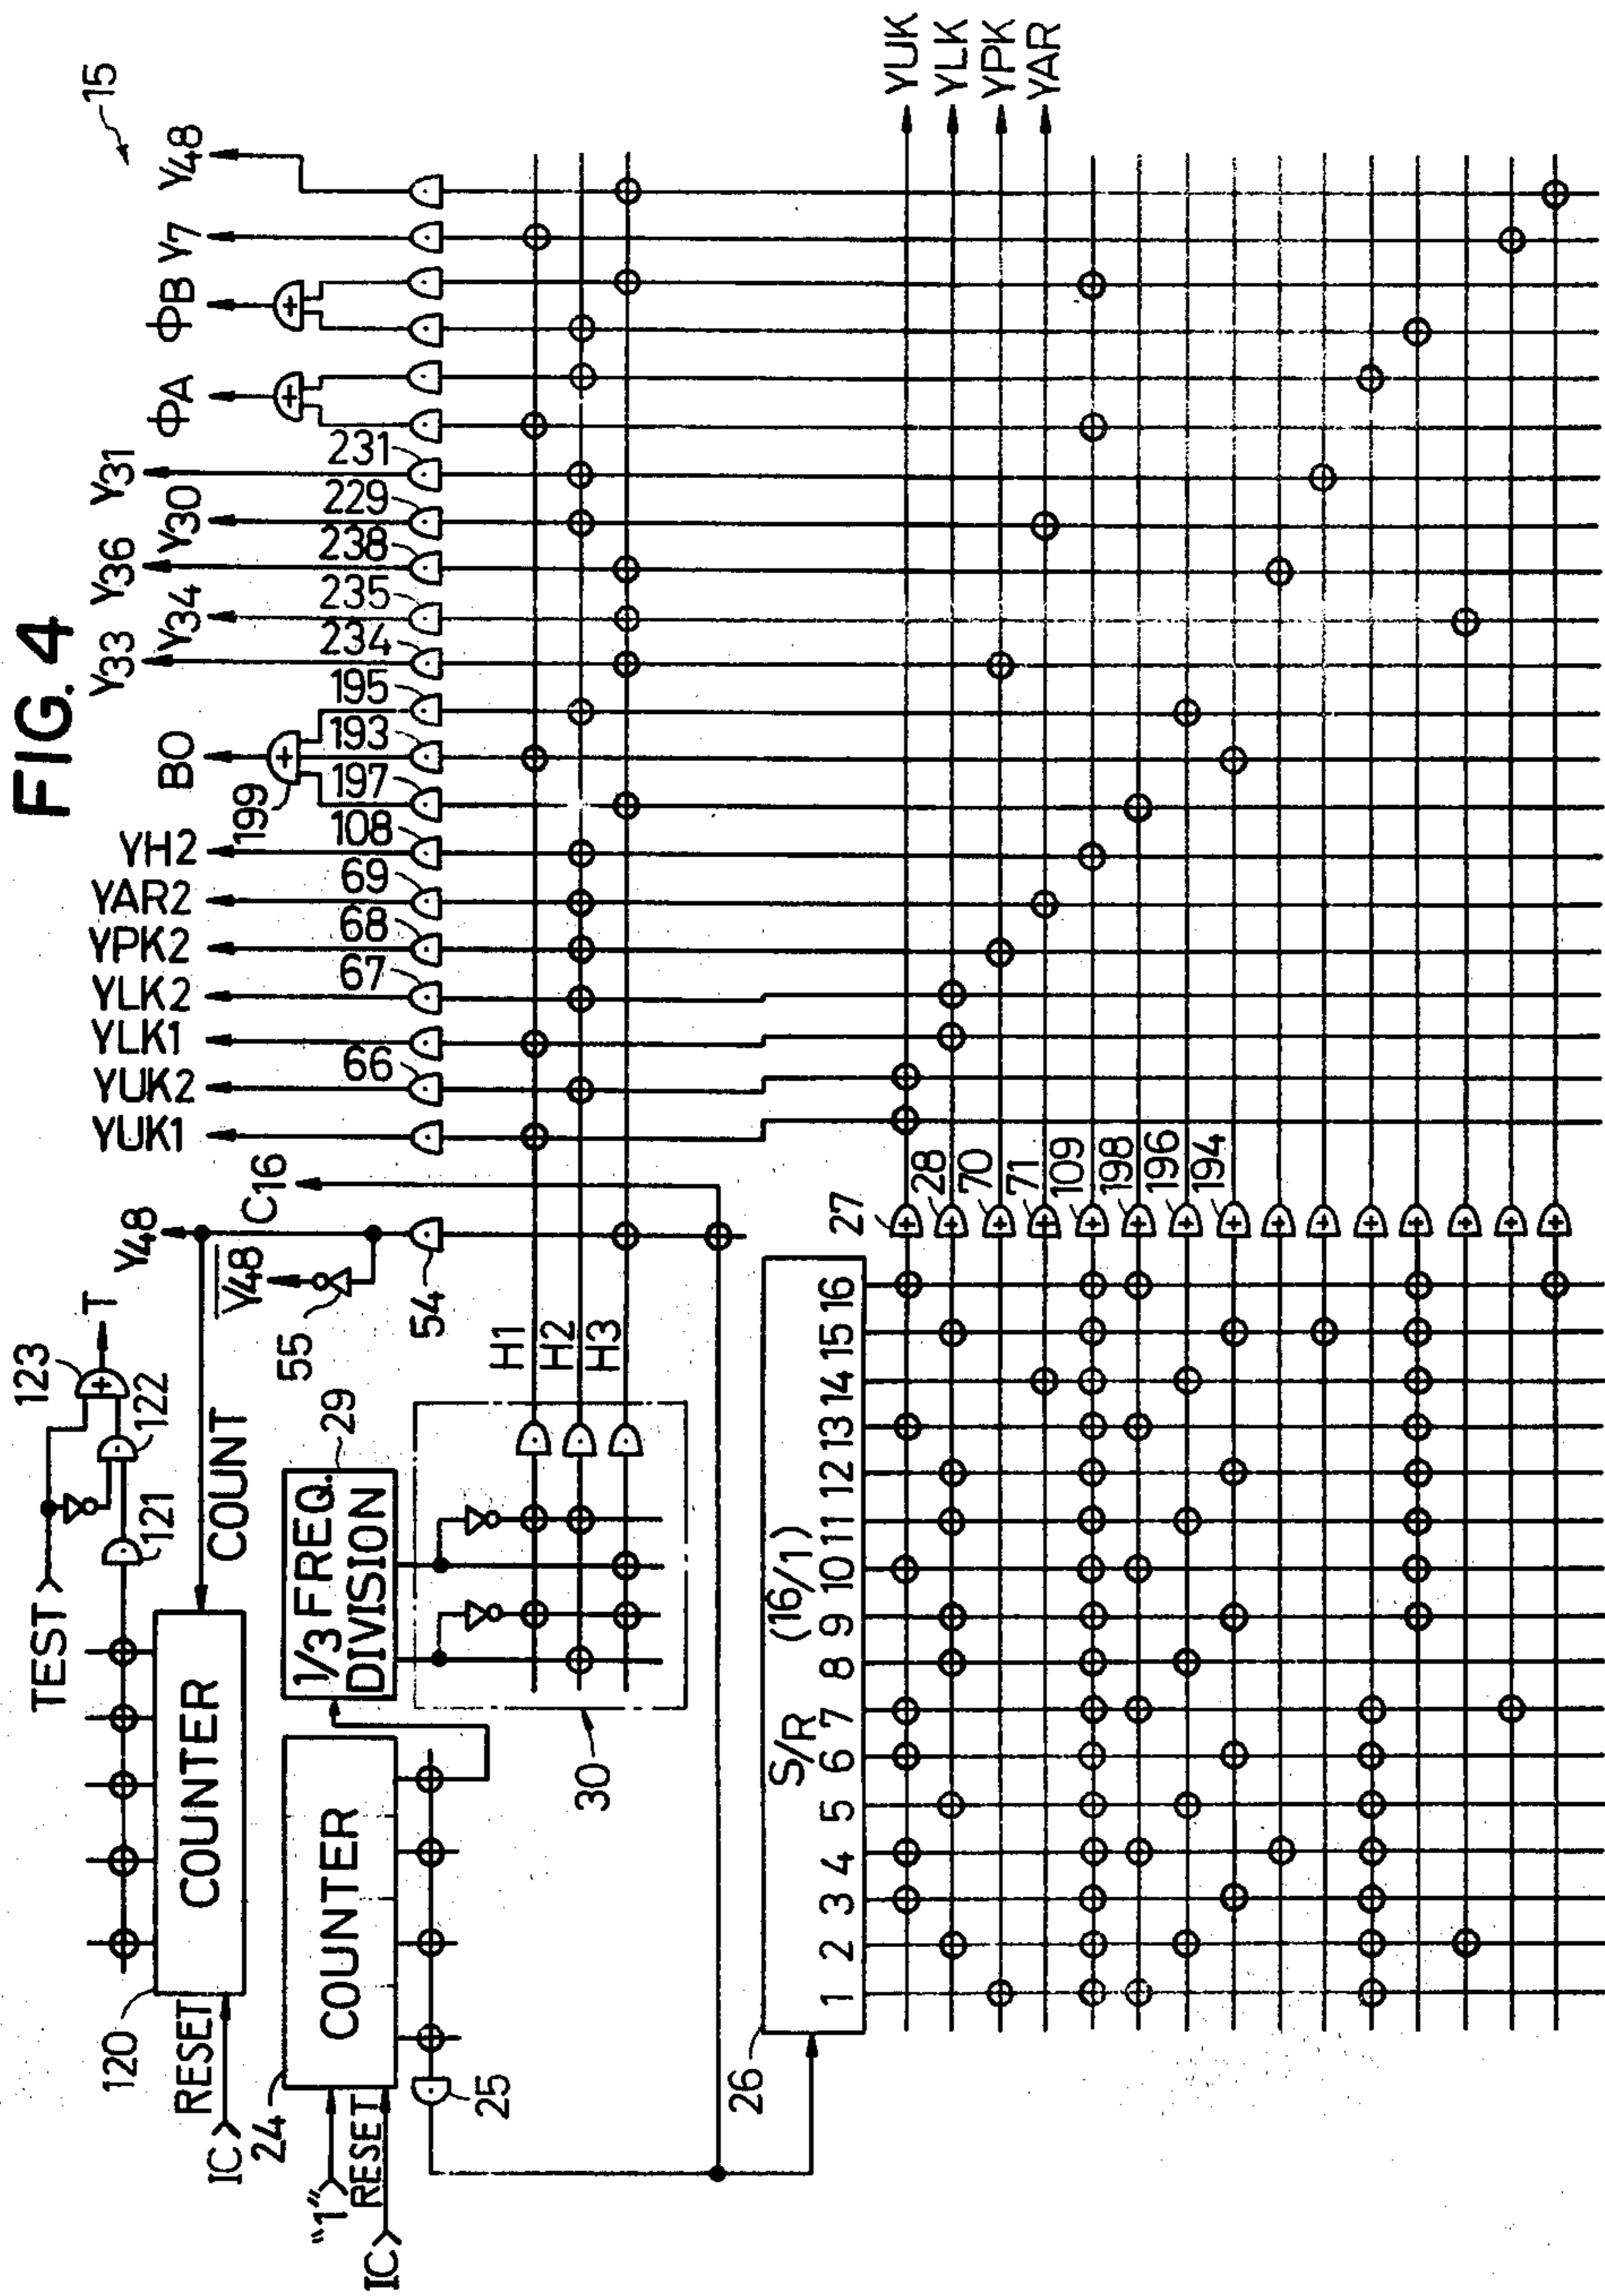 FIG. 4
15
Y48
Y7
ΦB
ΦA
Y31
Y30
Y36
Y34
Y33
BO
YH2
YAR2
YPK2
YLK2
YLK1
YUK2
YUK1
231
229
238
235
234
195
193
197
199
108
69
68
67
66
C16
Y48
Y48
T
TEST
123
122
121
COUNT
55
54
H1
H2
H3
COUNTER
120
RESET
IC
1/3 FREQ.
DIVISION
29
30
COUNTER
24
"1"
RESET
IC
25
26
S/R (16/1)
1 2 3 4 5 6 7 8 9 10 11 12 13 14 15 16
27
28
70
71
109
198
196
194
YUK
YLK
YPK
YAR